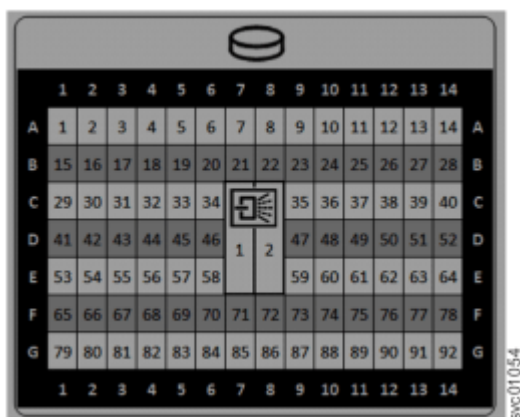 1 2 3 4 5 6 7 8 9 10 11 12 13 14
A 1 2 3 4 5 6 7 8 9 10 11 12 13 14 A
B 15 16 17 18 19 20 21 22 23 24 25 26 27 28 B
C 29 30 31 32 33 34 35 36 37 38 39 40 C
D 41 42 43 44 45 46 1 2 47 48 49 50 51 52 D
E 53 54 55 56 57 58 59 60 61 62 63 64 E
F 65 66 67 68 69 70 71 72 73 74 75 76 77 78 F
G 79 80 81 82 83 84 85 86 87 88 89 90 91 92 G
1 2 3 4 5 6 7 8 9 10 11 12 13 14